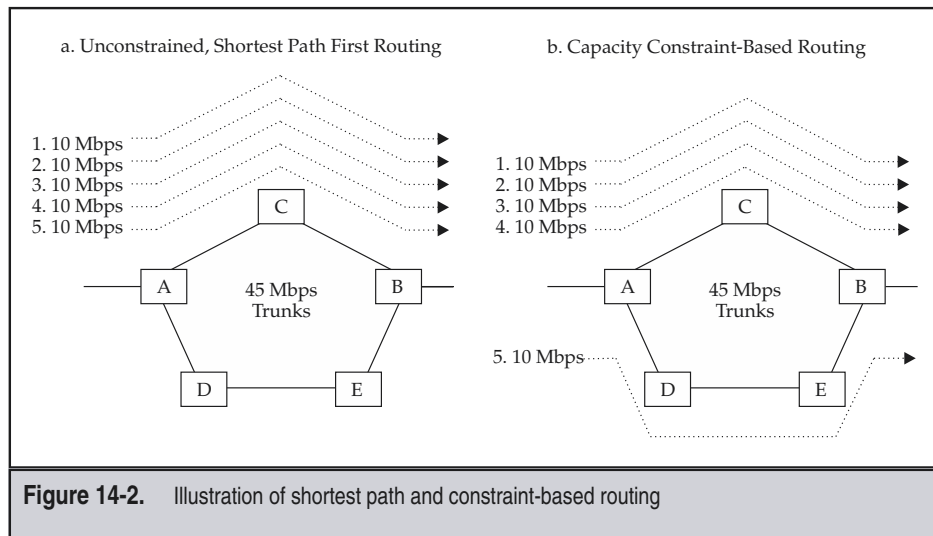 a. Unconstrained, Shortest Path First Routing
1. 10 Mbps
2. 10 Mbps
3. 10 Mbps
4. 10 Mbps
5. 10 Mbps
C
A
B
45 Mbps
Trunks
D
E
b. Capacity Constraint-Based Routing
1. 10 Mbps
2. 10 Mbps
3. 10 Mbps
4. 10 Mbps
C
A
B
45 Mbps
Trunks
5. 10 Mbps
D
E
Figure 14-2. Illustration of shortest path and constraint-based routing